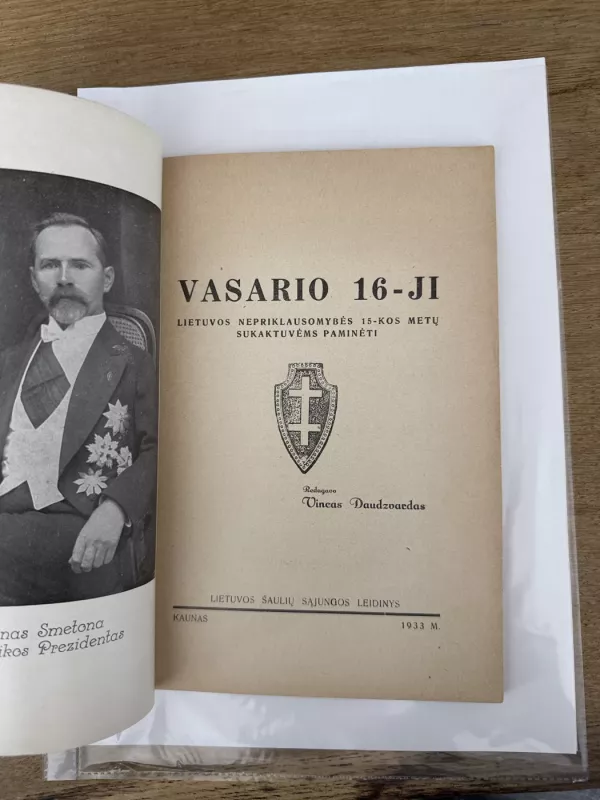 nas Smetona
ikos Prezidentas
VASARIO 16-JI
LIETUVOS NEPRIKLAUSOMYBĖS 15-KOS METŲ
SUKAKTUVĖMS PAMINĖTI
Redagavo
Vincas Daudzvardas
LIETUVOS ŠAULIŲ SĄJUNGOS LEIDINYS
KAUNAS 1933 M.